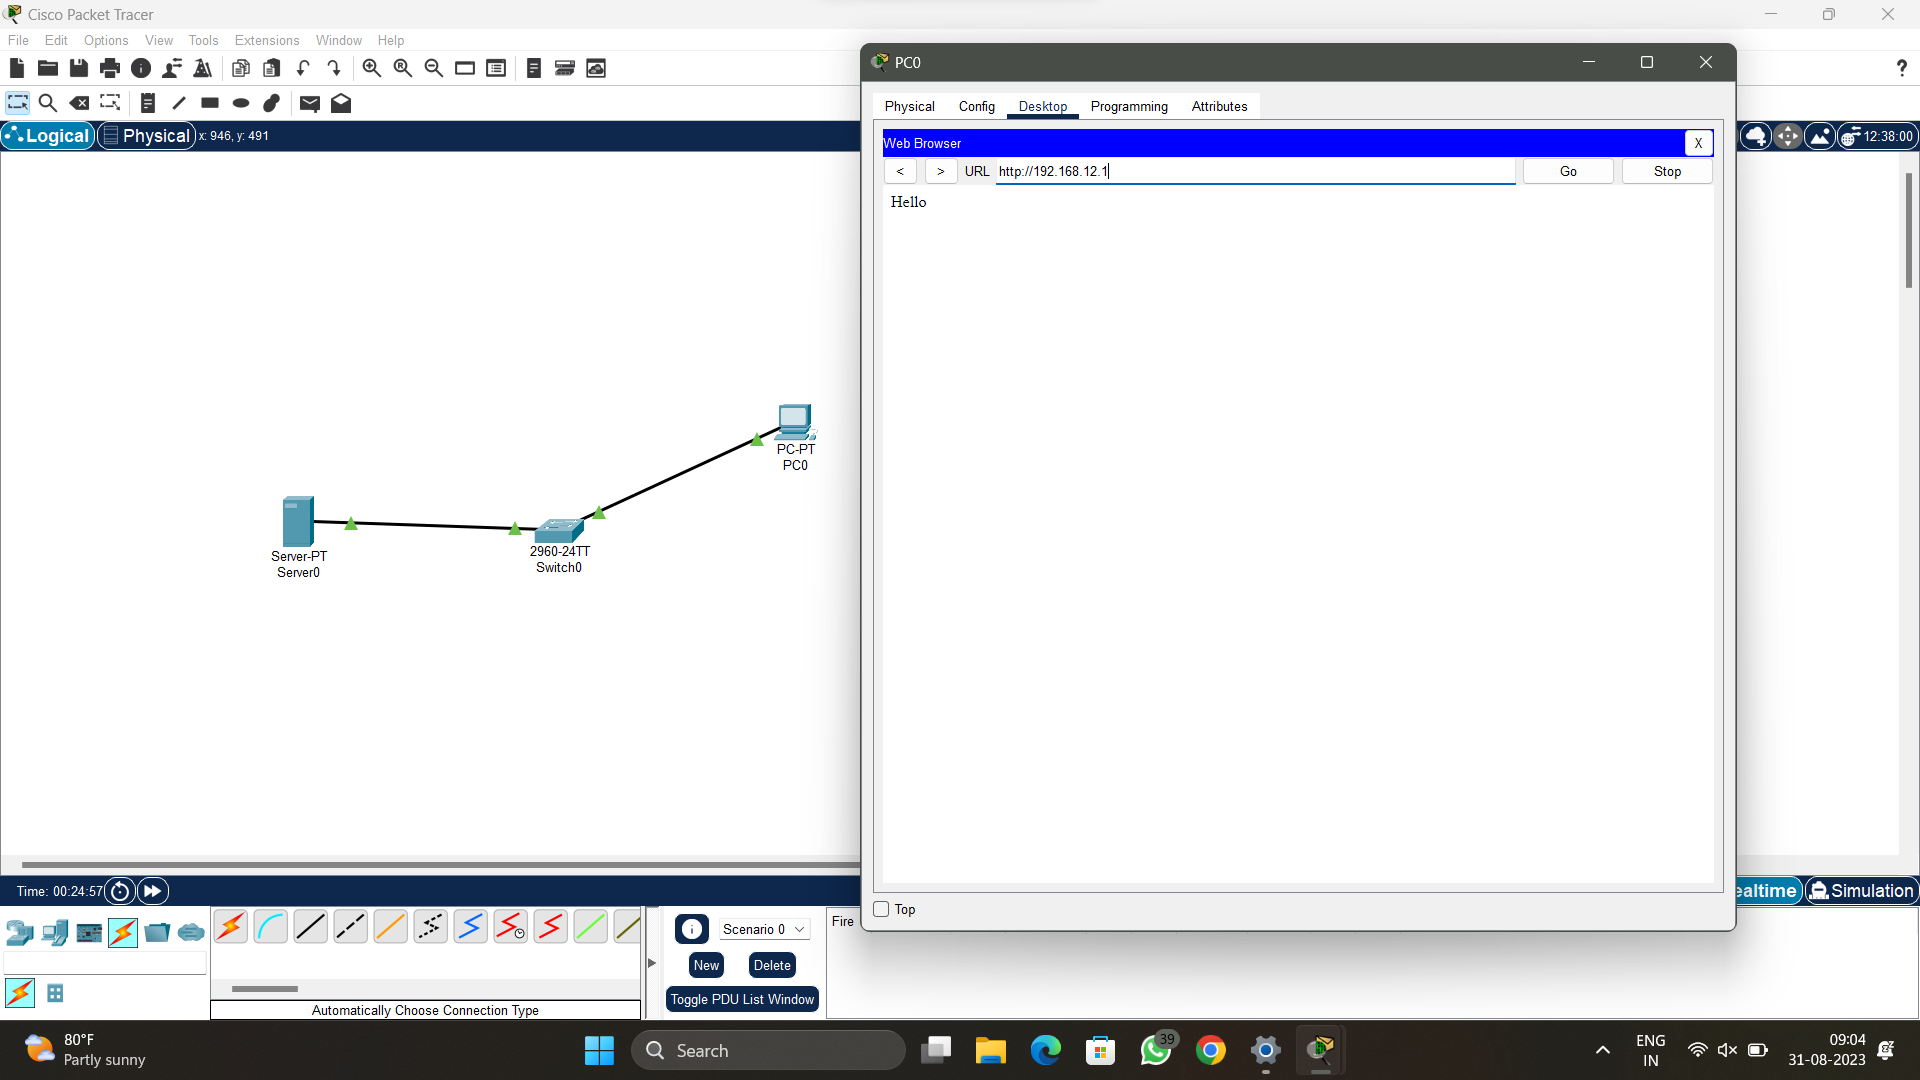 Cisco Packet Tracer
File Edit Options View Tools Extensions Window Help
Logical Physical x: 946, y: 491
12:38:00
PC0
Physical Config Desktop Programming Attributes
Web Browser X
< > URL http://192.168.12.1 Go Stop
Hello
PC-PT
PC0
Server-PT
Server0
2960-24TT
Switch0
Top
Time: 00:24:57
ealtime Simulation
Scenario 0
Fire
New Delete
Toggle PDU List Window
Automatically Choose Connection Type
80°F
Partly sunny
Search
39
ENG
IN
09:04
31-08-2023